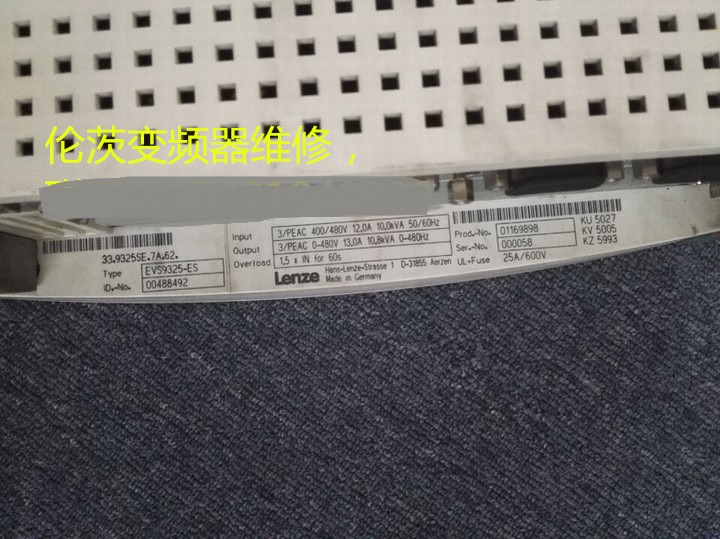 伦茨变频器维修，
33.9325SE.7A.62.
Type EVS9325-ES
ID.-No. 00488492
Input 3/PEAC 400/480V 12,0A 10,0kVA 50/60Hz
Output 3/PEAC 0-480V 13,0A 10,8kVA 0-480Hz
Overload 1,5 x IN for 60s
Lenze Hans-Lenze-Strasse 1 D-31855 Aerzen
Made in Germany
Prod.-No. 01169898
Ser.-No. 000058
UL-Fuse 25A/600V
KU 5027
KV 5005
KZ 5993